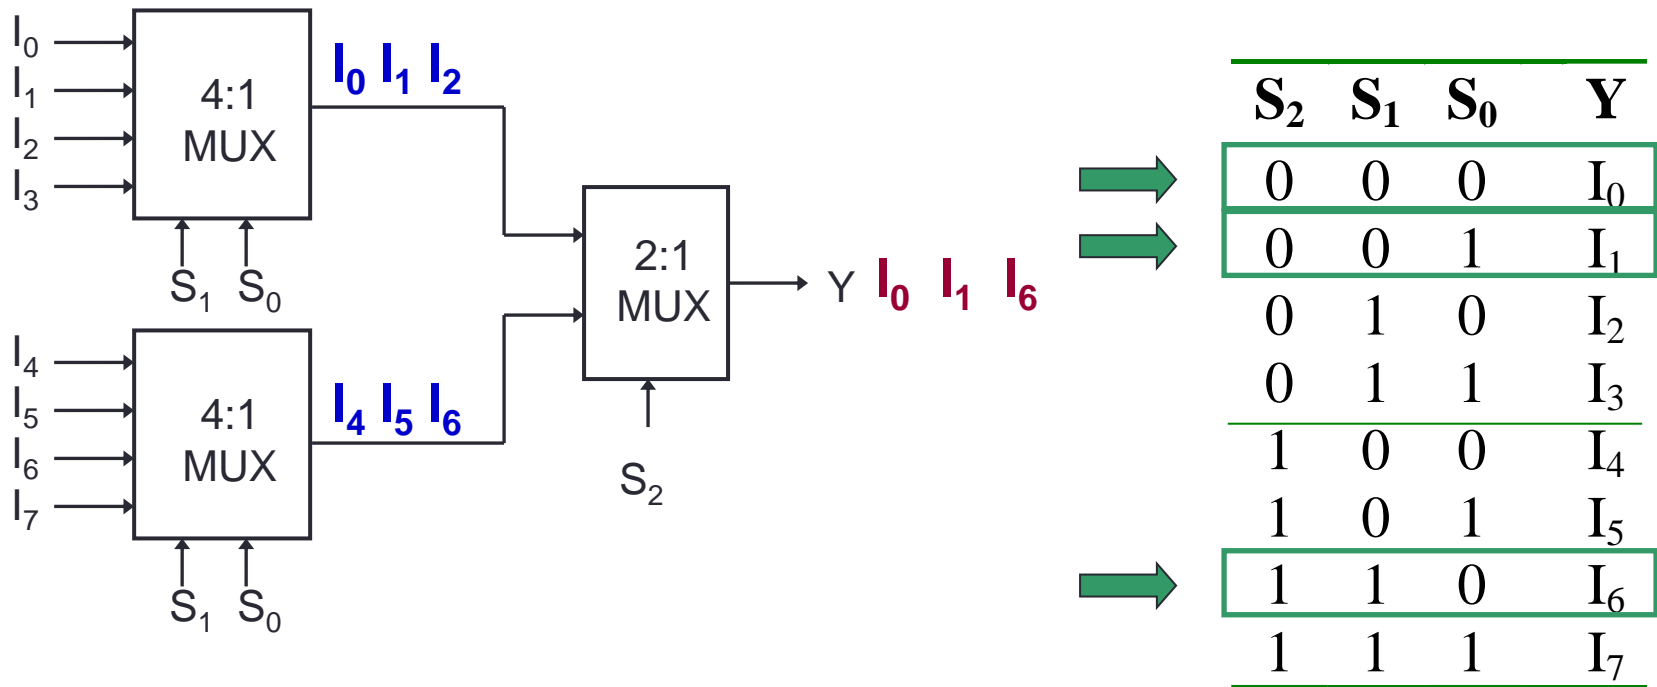 I0
I1
I2
I3
4:1
MUX
S1 S0
I0 I1 I2
I4
I5
I6
I7
4:1
MUX
S1 S0
I4 I5 I6
2:1
MUX
S2
Y I0 I1 I6
S2 S1 S0 Y
0 0 0 I0
0 0 1 I1
0 1 0 I2
0 1 1 I3
1 0 0 I4
1 0 1 I5
1 1 0 I6
1 1 1 I7